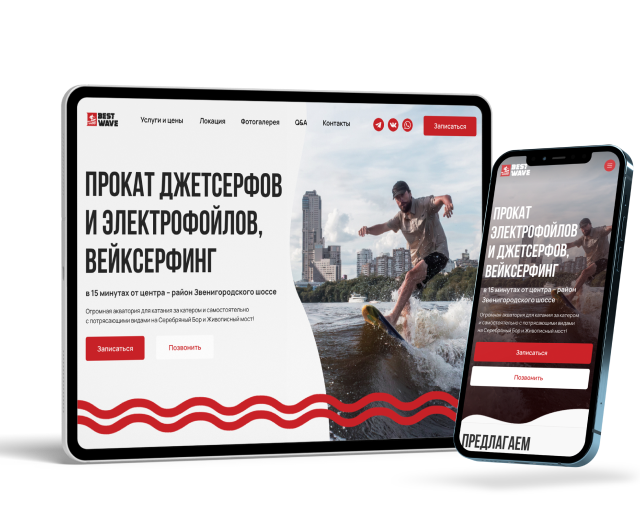 BEST
WAVE
Услуги и цены
Локация
Фотогалерея
Q&A
Контакты
Записаться
ПРОКАТ ДЖЕТСЕРФОВ
И ЭЛЕКТРОФОЙЛОВ,
ВЕЙКСЕРФИНГ
в 15 минутах от центра – район Звенигородского шоссе
Огромная акватория для катания за катером и самостоятельно
с потрясающими видами на Серебряный Бор и Живописный мост!
Записаться
Позвонить
BEST
WAVE
ПРОКАТ
ЭЛЕКТРОФОЙЛОВ
И ДЖЕТСЕРФОВ,
ВЕЙКСЕРФИНГ
в 15 минутах от центра – район
Звенигородского шоссе
Огромная акватория для катания за катером
и самостоятельно с потрясающими видами
на Серебряный Бор и Живописный мост!
Записаться
Позвонить
ПРЕДЛАГАЕМ